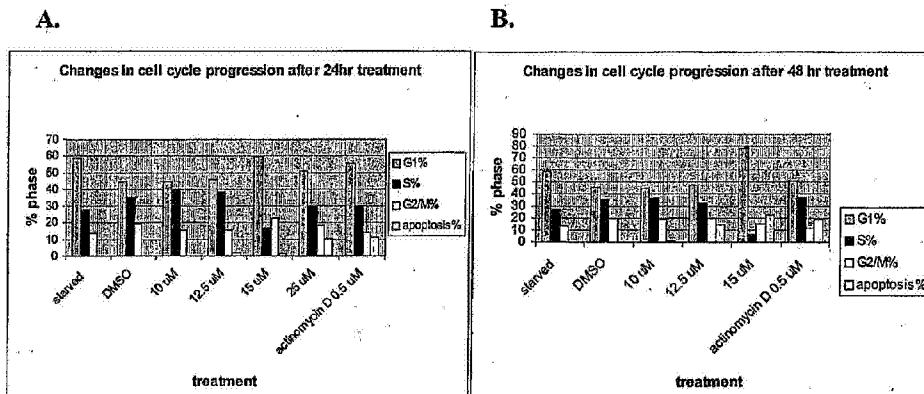 A.
Changes in cell cycle progression after 24hr treatment
% phase
70
60
50
40
30
20
10
0
G1%
S%
G2/M%
apoptosis%
starved
DMSO
10 uM
12.5 uM
15 uM
25 uM
actinomycin D 0.5 uM
treatment
B.
Changes in cell cycle progression after 48 hr treatment
% phase
90
80
70
60
50
40
30
20
10
0
starved
DMSO
10 uM
12.5 uM
15 uM
actinomycin D 0.5 uM
G1%
S%
G2/M%
apoptosis%
treatment